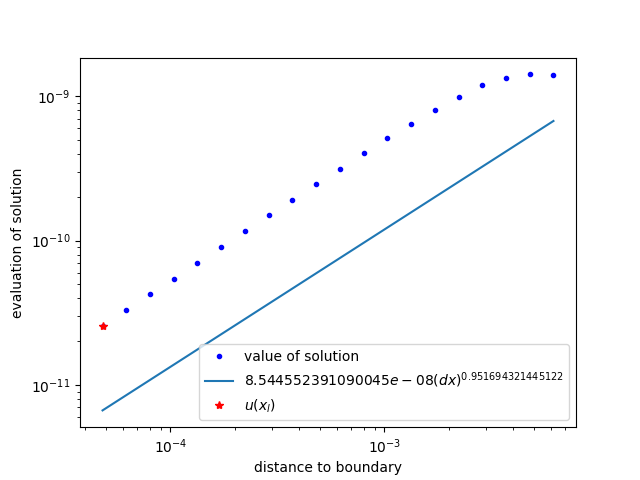 10⁻⁹
10⁻¹⁰
10⁻¹¹
evaluation of solution
value of solution
8.544552391090045e − 08(dx)^0.951694321445122
u(x_l)
10⁻⁴ 10⁻³
distance to boundary